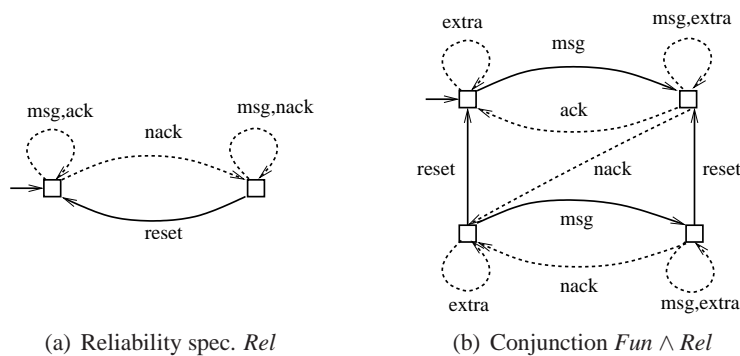 msg,ack
nack
msg,nack
reset
(a) Reliability spec. Rel
extra
msg
msg,extra
ack
reset
nack
reset
msg
nack
extra
msg,extra
(b) Conjunction Fun ∧ Rel